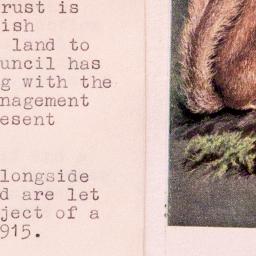 rust is
ish
land to
uncil has
g with the
nagement
esent
longside
d are let
ject of a
915.